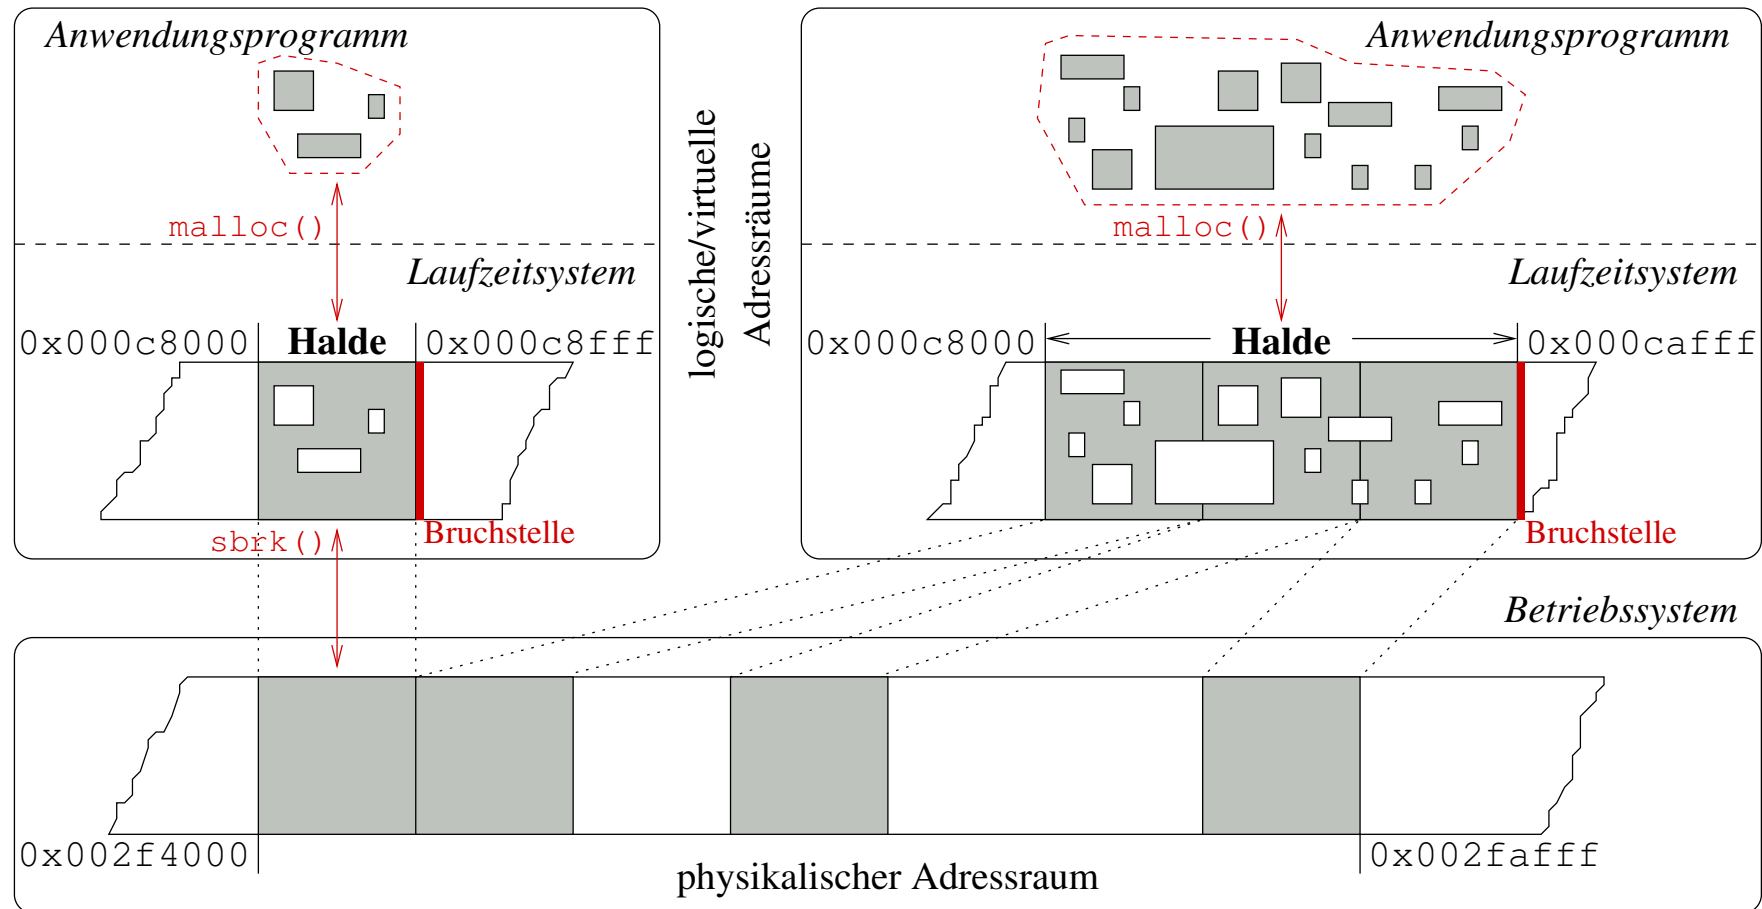 Anwendungsprogramm
malloc()
Laufzeitsystem
0x000c8000
Halde
0x000c8fff
Bruchstelle
sbrk()
logische/virtuelle
Adressräume
Anwendungsprogramm
malloc()
Laufzeitsystem
0x000c8000
Halde
0x000cafff
Bruchstelle
Betriebssystem
0x002f4000
0x002fafff
physikalischer Adressraum